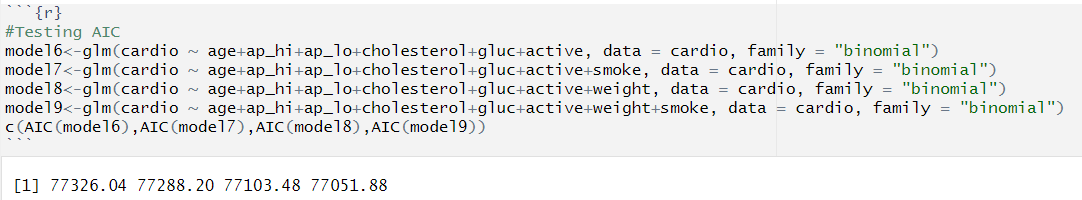 ```{r}
#Testing AIC
model6<-glm(cardio ~ age+ap_hi+ap_lo+cholesterol+gluc+active, data = cardio, family = "binomial")
model7<-glm(cardio ~ age+ap_hi+ap_lo+cholesterol+gluc+active+smoke, data = cardio, family = "binomial")
model8<-glm(cardio ~ age+ap_hi+ap_lo+cholesterol+gluc+active+weight, data = cardio, family = "binomial")
model9<-glm(cardio ~ age+ap_hi+ap_lo+cholesterol+gluc+active+weight+smoke, data = cardio, family = "binomial")
c(AIC(model6),AIC(model7),AIC(model8),AIC(model9))
```
[1] 77326.04 77288.20 77103.48 77051.88